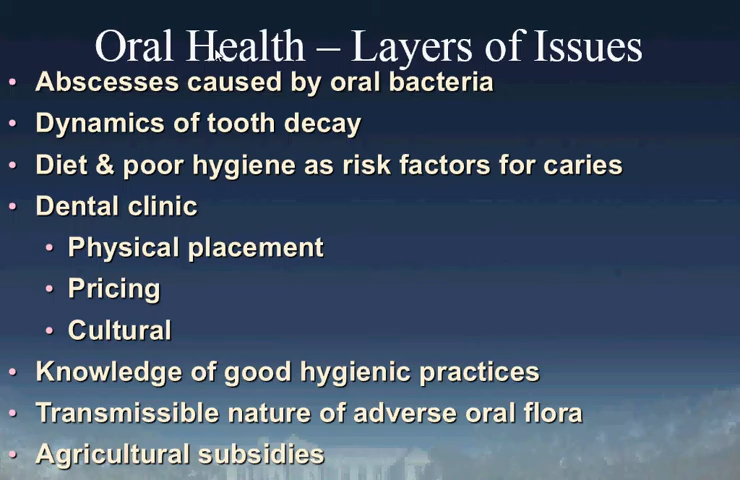 Oral Health – Layers of Issues
• Abscesses caused by oral bacteria
• Dynamics of tooth decay
• Diet & poor hygiene as risk factors for caries
• Dental clinic
• Physical placement
• Pricing
• Cultural
• Knowledge of good hygienic practices
• Transmissible nature of adverse oral flora
• Agricultural subsidies